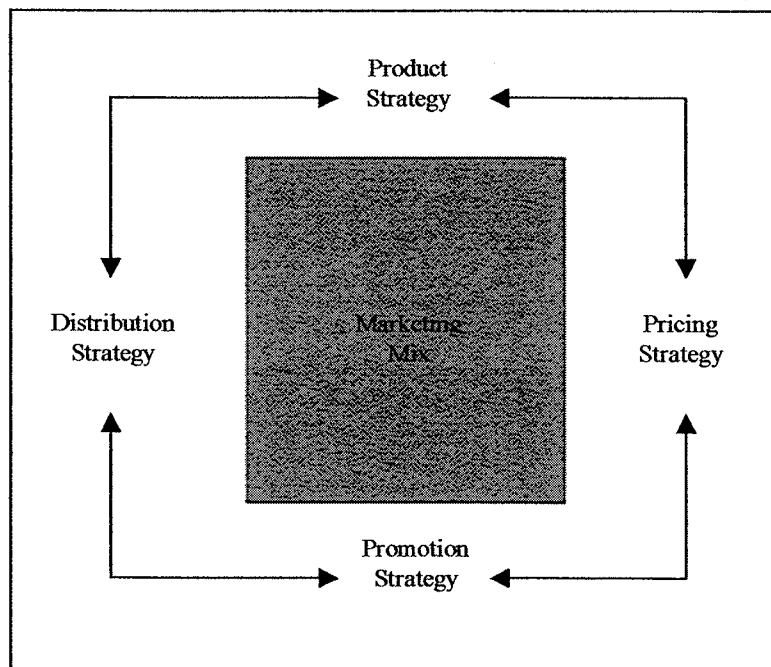 Product
Strategy
Distribution
Strategy
Marketing
Mix
Pricing
Strategy
Promotion
Strategy